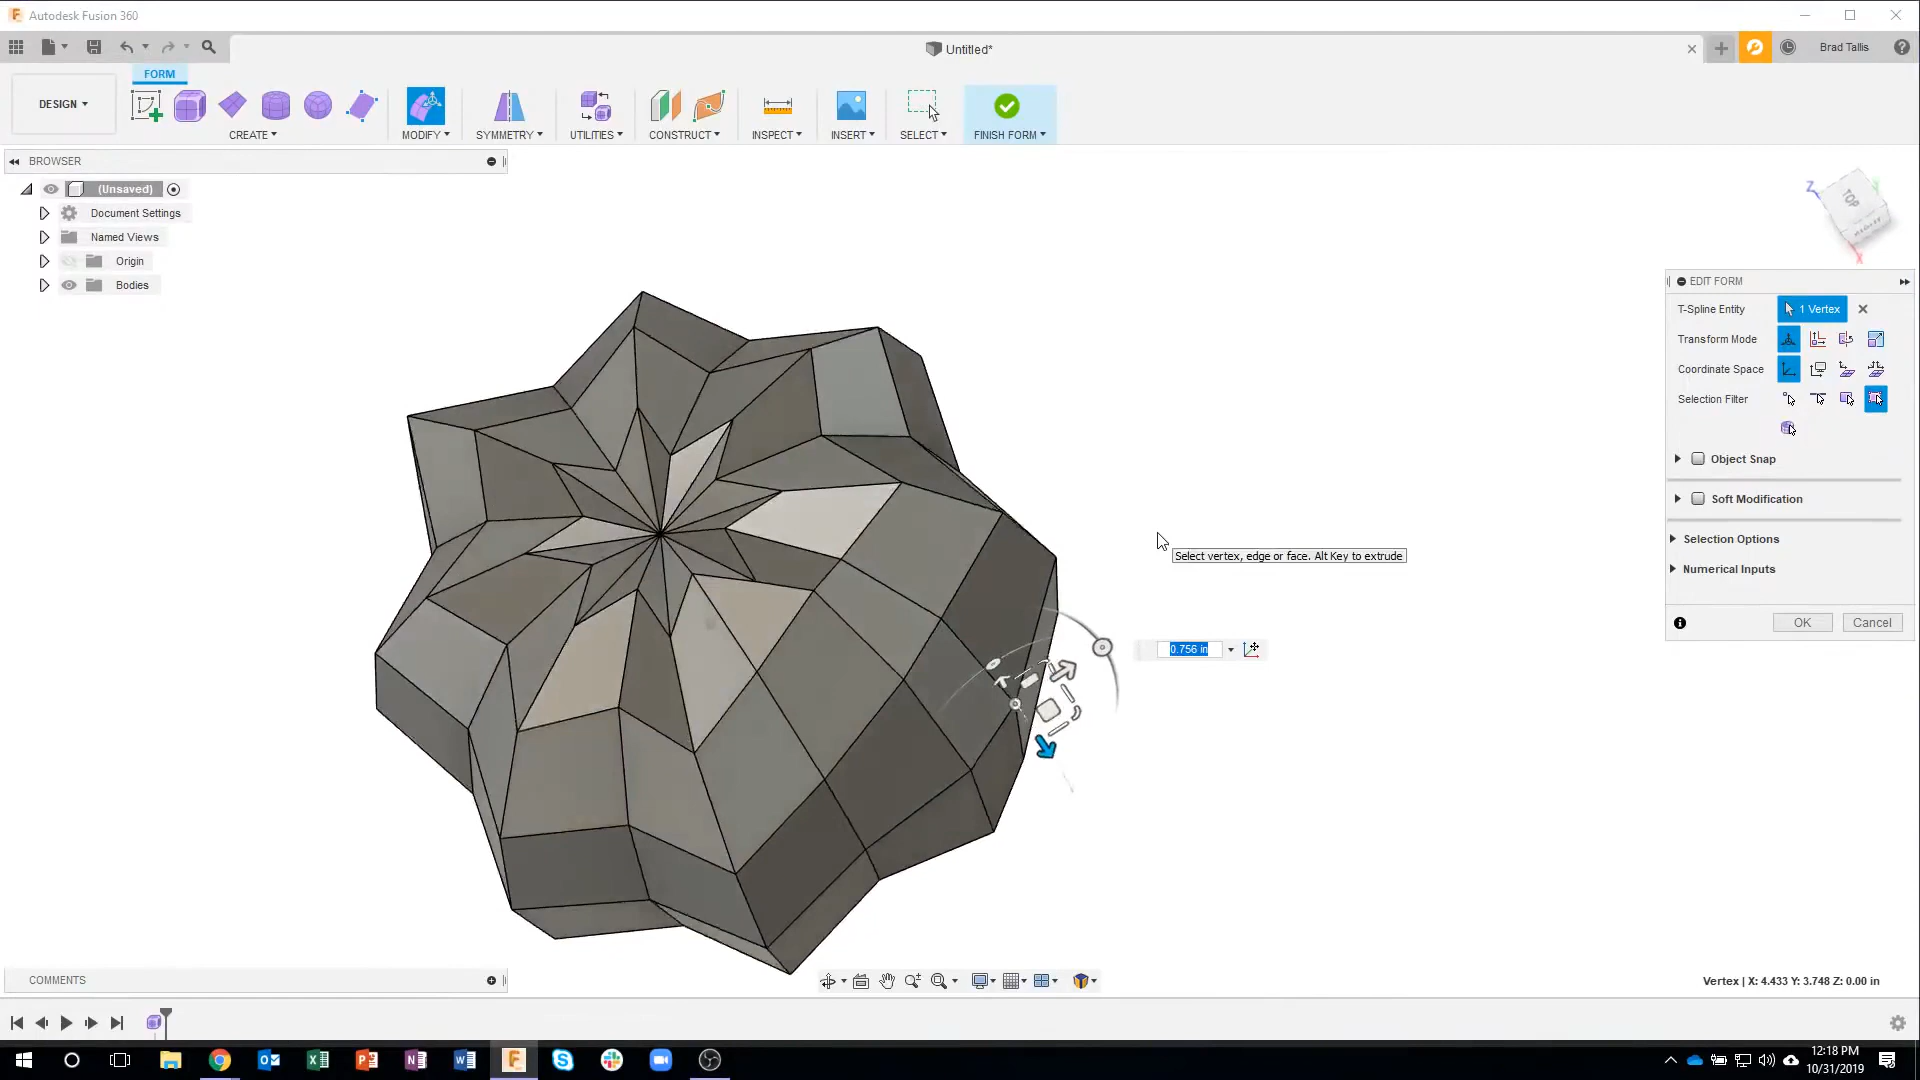 Autodesk Fusion 360
Untitled*
Brad Tallis
FORM
DESIGN
CREATE
MODIFY
SYMMETRY
UTILITIES
CONSTRUCT
INSPECT
INSERT
SELECT
FINISH FORM
BROWSER
(Unsaved)
Document Settings
Named Views
Origin
Bodies
Z
TOP
X
EDIT FORM
T-Spline Entity 1 Vertex
Transform Mode
Coordinate Space
Selection Filter
Object Snap
Soft Modification
Selection Options
Numerical Inputs
OK Cancel
Select vertex, edge or face. Alt Key to extrude
0.756 in
COMMENTS
Vertex | X: 4.433 Y: 3.748 Z: 0.00 in
12:18 PM
10/31/2019